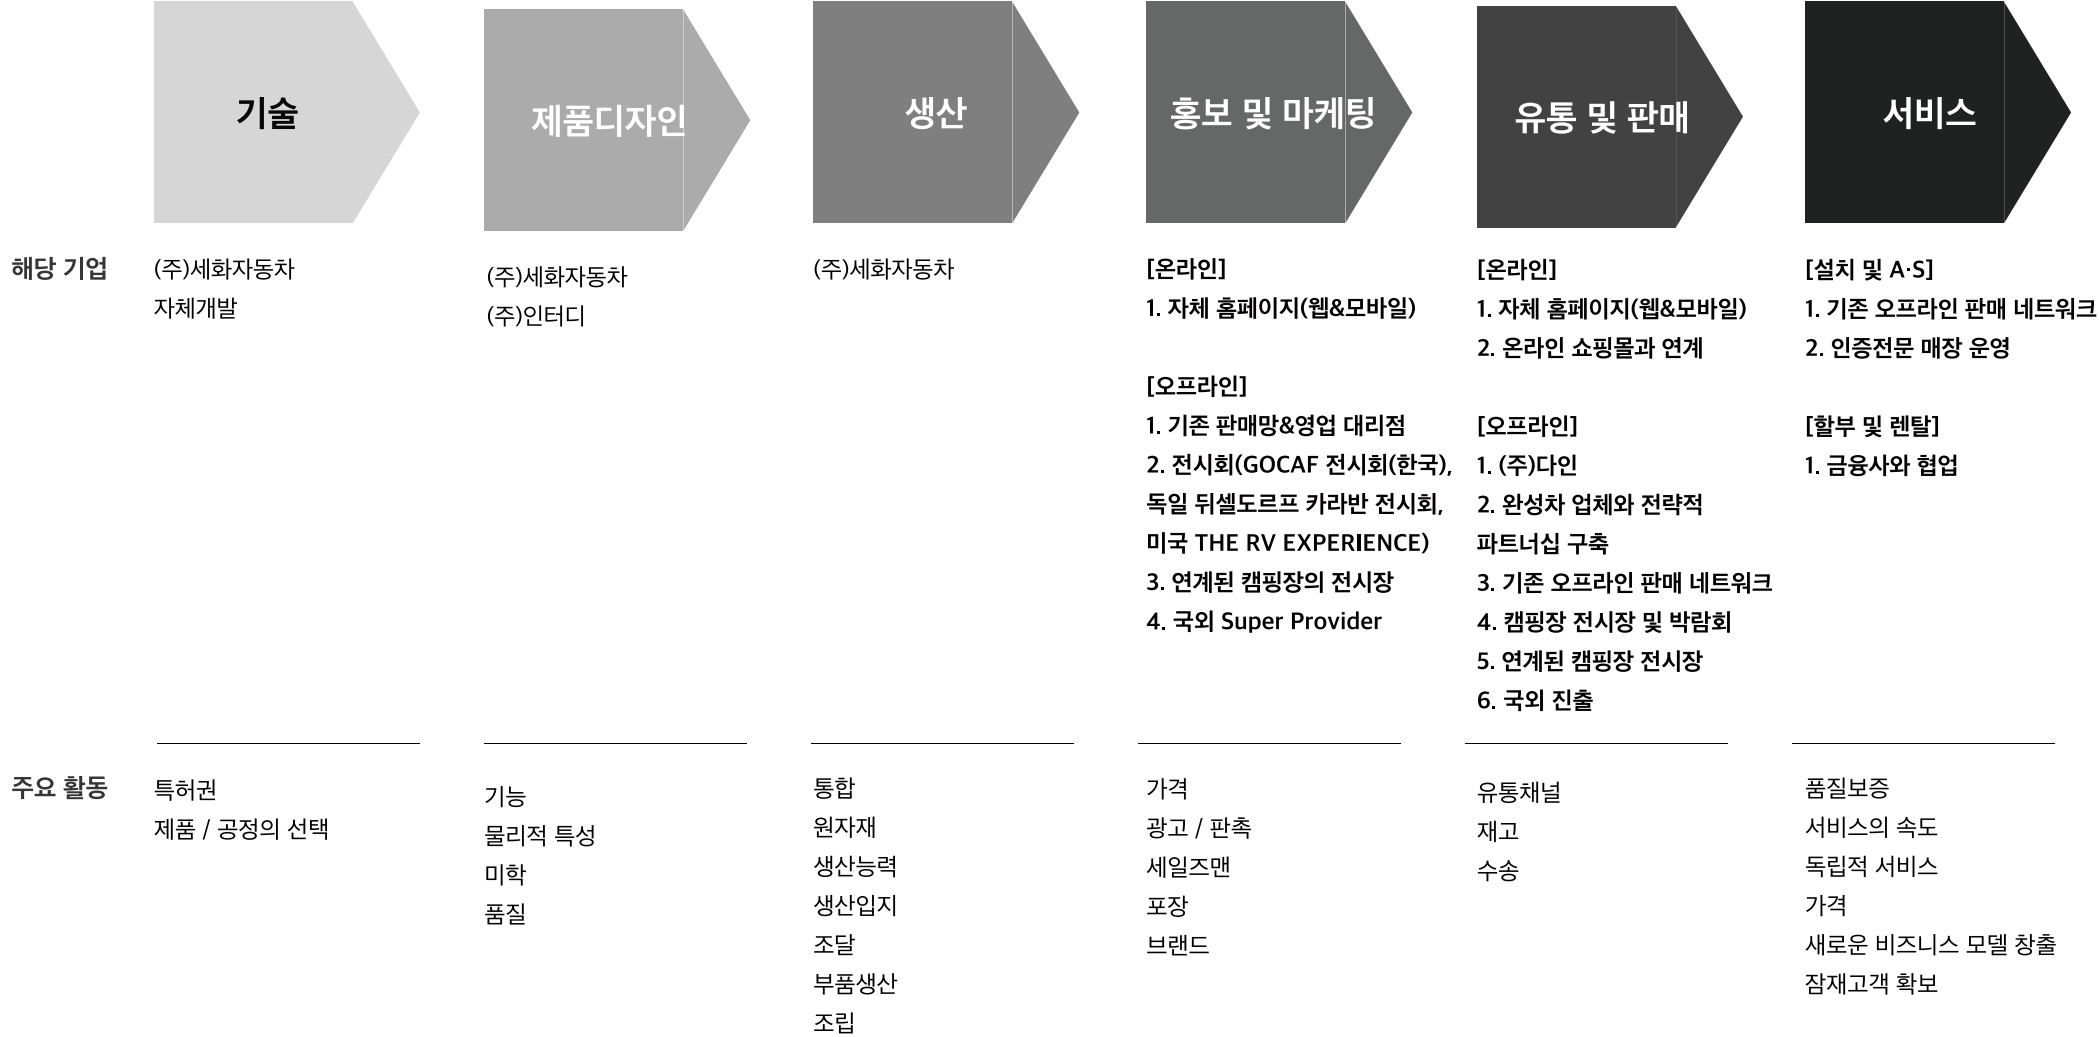 기술
제품디자인
생산
홍보 및 마케팅
유통 및 판매
서비스
해당 기업
(주)세화자동차
자체개발
(주)세화자동차
(주)인터디
(주)세화자동차
[온라인]
1. 자체 홈페이지(웹&모바일)
[오프라인]
1. 기존 판매망&영업 대리점
2. 전시회(GOCAF 전시회(한국),
독일 뒤셀도르프 카라반 전시회,
미국 THE RV EXPERIENCE)
3. 연계된 캠핑장의 전시장
4. 국외 Super Provider
[온라인]
1. 자체 홈페이지(웹&모바일)
2. 온라인 쇼핑몰과 연계
[오프라인]
1. (주)다인
2. 완성차 업체와 전략적
파트너십 구축
3. 기존 오프라인 판매 네트워크
4. 캠핑장 전시장 및 박람회
5. 연계된 캠핑장 전시장
6. 국외 진출
[설치 및 A·S]
1. 기존 오프라인 판매 네트워크
2. 인증전문 매장 운영
[할부 및 렌탈]
1. 금융사와 협업
주요 활동
특허권
제품 / 공정의 선택
기능
물리적 특성
미학
품질
통합
원자재
생산능력
생산입지
조달
부품생산
조립
가격
광고 / 판촉
세일즈맨
포장
브랜드
유통채널
재고
수송
품질보증
서비스의 속도
독립적 서비스
가격
새로운 비즈니스 모델 창출
잠재고객 확보